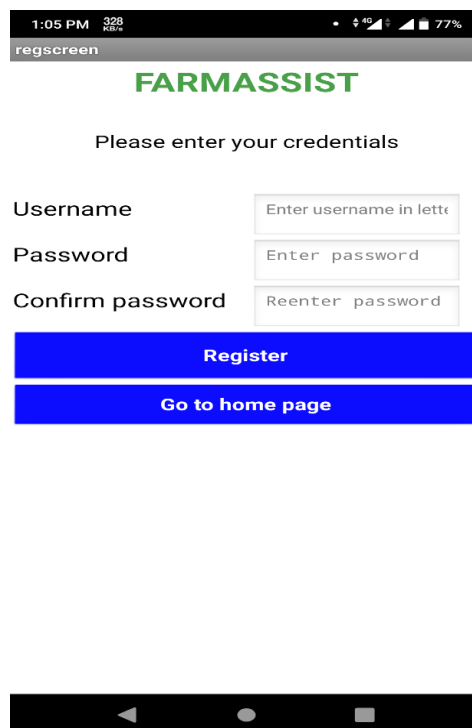 1:05 PM 328 KB/s 4G 77%
regscreen
FARMASSIST
Please enter your credentials
Username Enter username in lette
Password Enter password
Confirm password Reenter password
Register
Go to home page